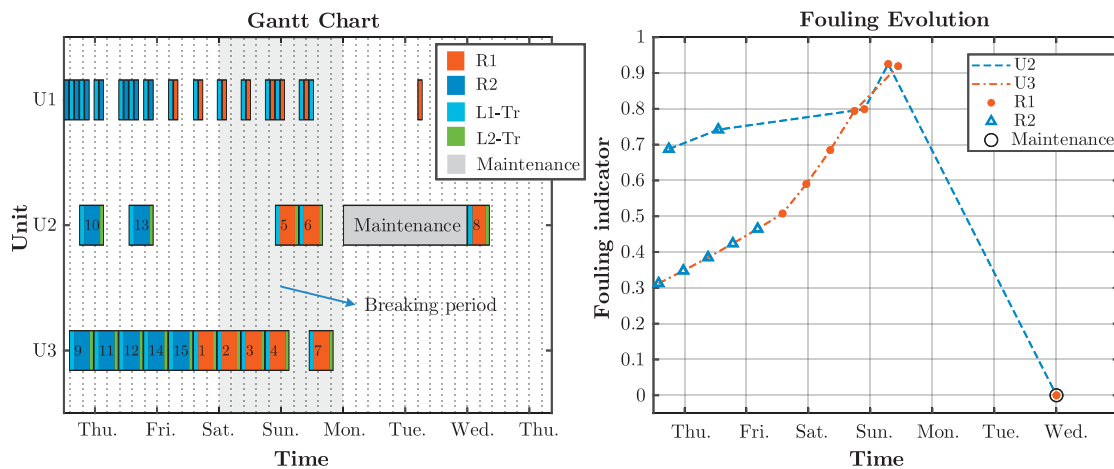 Gantt Chart
U1
U2
U3
Unit
R1
R2
L1-Tr
L2-Tr
Maintenance
10
13
5
6
Maintenance
8
Breaking period
9
11
12
14
15
1
2
3
4
7
Thu.
Fri.
Sat.
Sun.
Mon.
Tue.
Wed.
Thu.
Time
Fouling Evolution
1
0.9
0.8
0.7
0.6
0.5
0.4
0.3
0.2
0.1
0
Fouling indicator
U2
U3
R1
R2
Maintenance
Thu.
Fri.
Sat.
Sun.
Mon.
Tue.
Wed.
Time